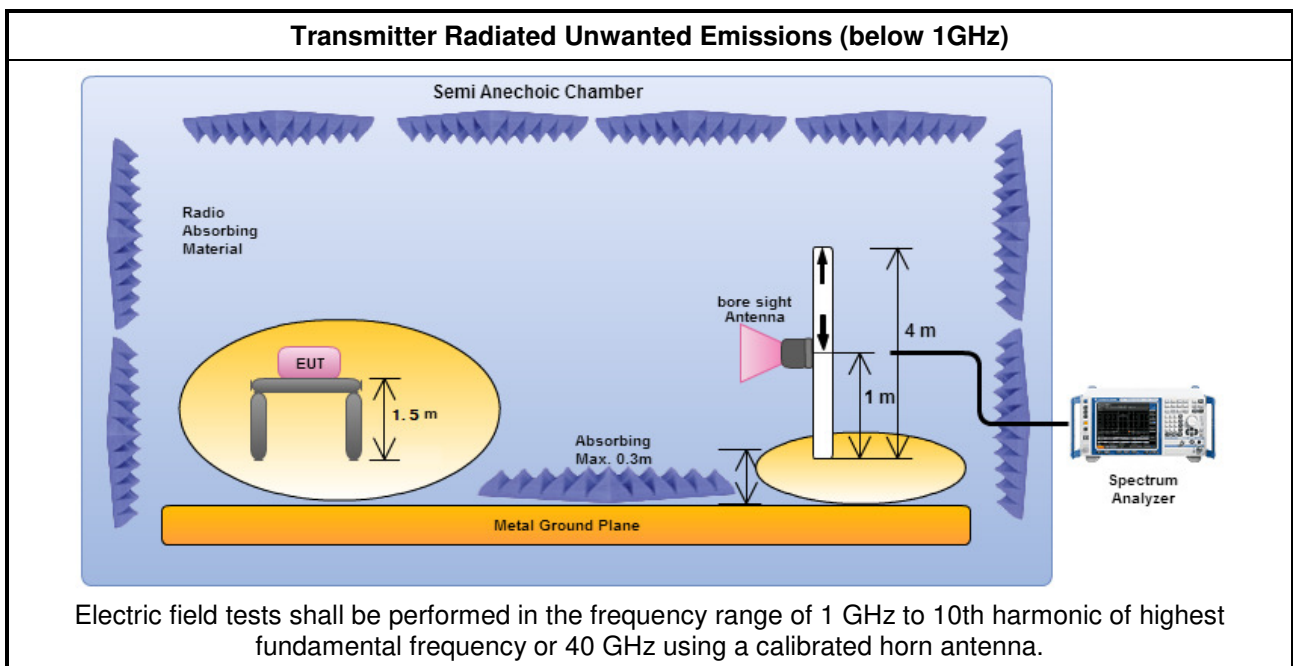 Transmitter Radiated Unwanted Emissions (below 1GHz)
Semi Anechoic Chamber
Radio
Absorbing
Material
bore sight
Antenna
4 m
EUT
1.5 m
1 m
Absorbing
Max. 0.3m
Spectrum
Analyzer
Metal Ground Plane
Electric field tests shall be performed in the frequency range of 1 GHz to 10th harmonic of highest
fundamental frequency or 40 GHz using a calibrated horn antenna.